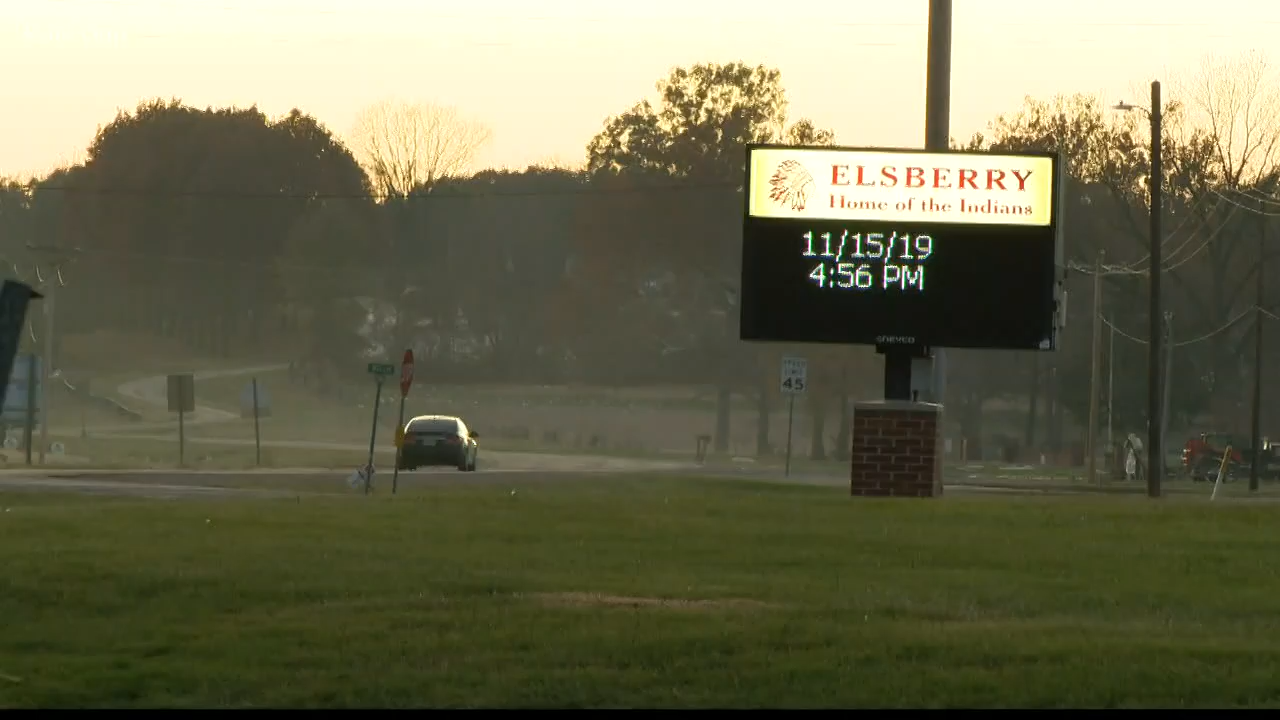 ELSBERRY
Home of the Indians
11/15/19
4:56 PM
SPEED
LIMIT
45